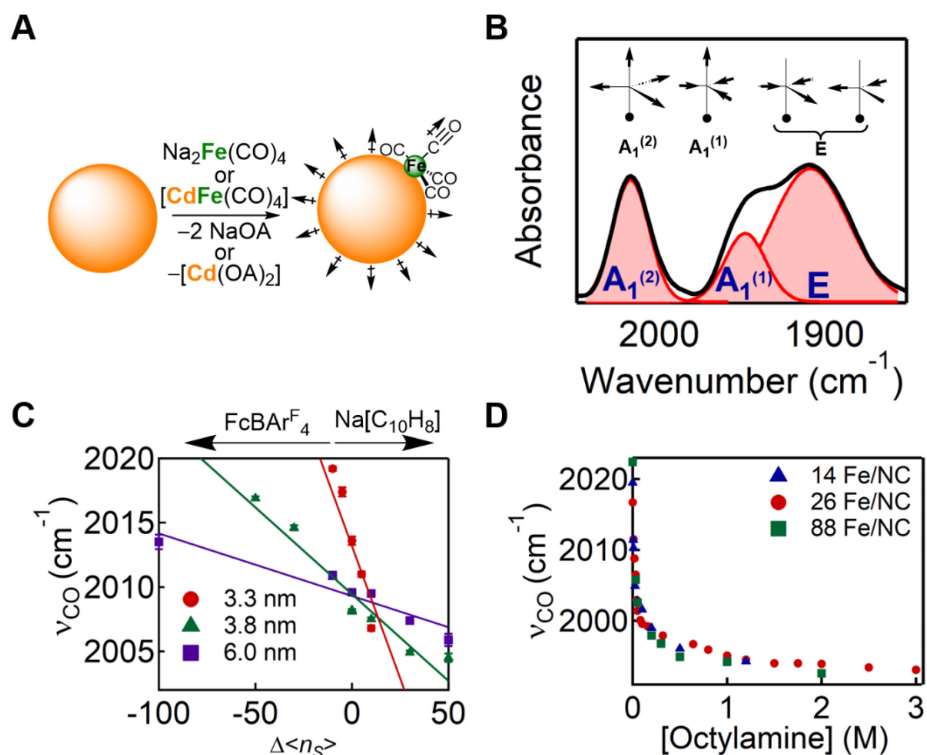 A
Na₂Fe(CO)₄
or
[CdFe(CO)₄]
–2 NaOA
or
–[Cd(OA)₂]
OC
C
O
Fe
CO
CO
B
Absorbance
A₁⁽²⁾
A₁⁽¹⁾
E
A₁⁽²⁾
A₁⁽¹⁾
E
2000
1900
Wavenumber (cm⁻¹)
C
FcBArᶠ₄
Na[C₁₀H₈]
νCO (cm⁻¹)
2020
2015
2010
2005
3.3 nm
3.8 nm
6.0 nm
-100
-50
0
50
Δ<nₛ>
D
νCO (cm⁻¹)
2020
2010
2000
14 Fe/NC
26 Fe/NC
88 Fe/NC
0
1
2
3
[Octylamine] (M)